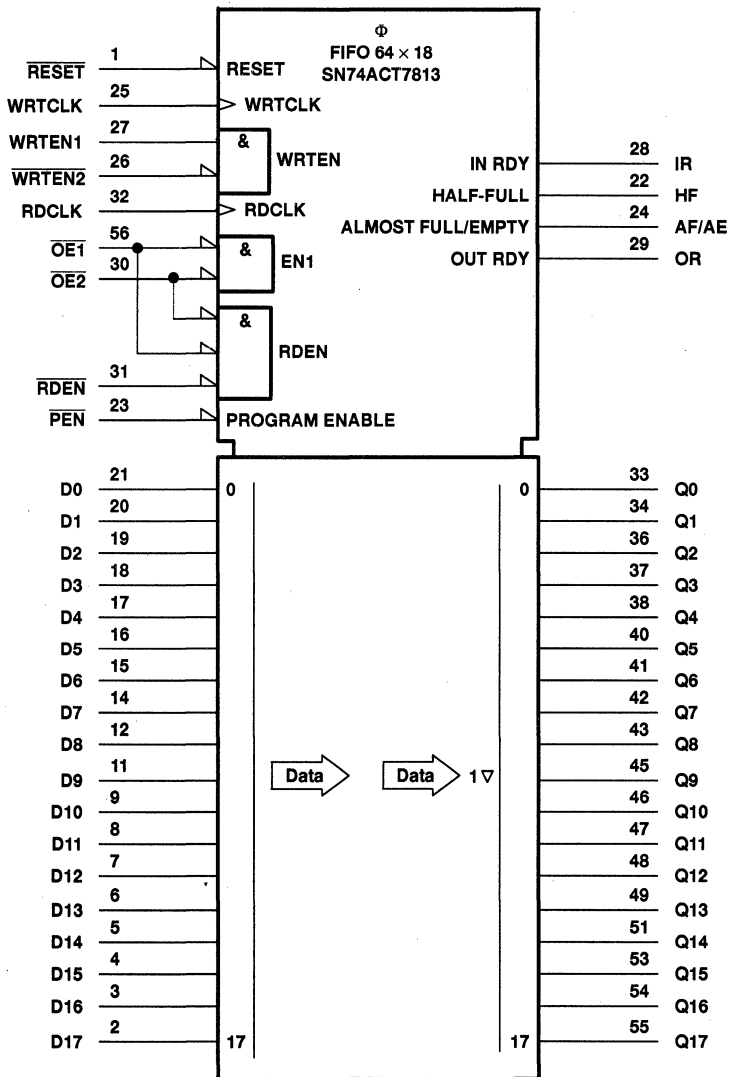 Φ
FIFO 64 × 18
SN74ACT7813
RESET 1 RESET
WRTCLK 25 WRTCLK
WRTEN1 27 & WRTEN
WRTEN2 26
RDCLK 32 RDCLK
OE1 56 & EN1
OE2 30
& RDEN
RDEN 31
PEN 23 PROGRAM ENABLE
IN RDY 28 IR
HALF-FULL 22 HF
ALMOST FULL/EMPTY 24 AF/AE
OUT RDY 29 OR
D0 21 0 0 33 Q0
D1 20 34 Q1
D2 19 36 Q2
D3 18 37 Q3
D4 17 38 Q4
D5 16 40 Q5
D6 15 41 Q6
D7 14 42 Q7
D8 12 43 Q8
D9 11 Data Data 1 ∇ 45 Q9
D10 9 46 Q10
D11 8 47 Q11
D12 7 48 Q12
D13 6 49 Q13
D14 5 51 Q14
D15 4 53 Q15
D16 3 54 Q16
D17 2 17 17 55 Q17